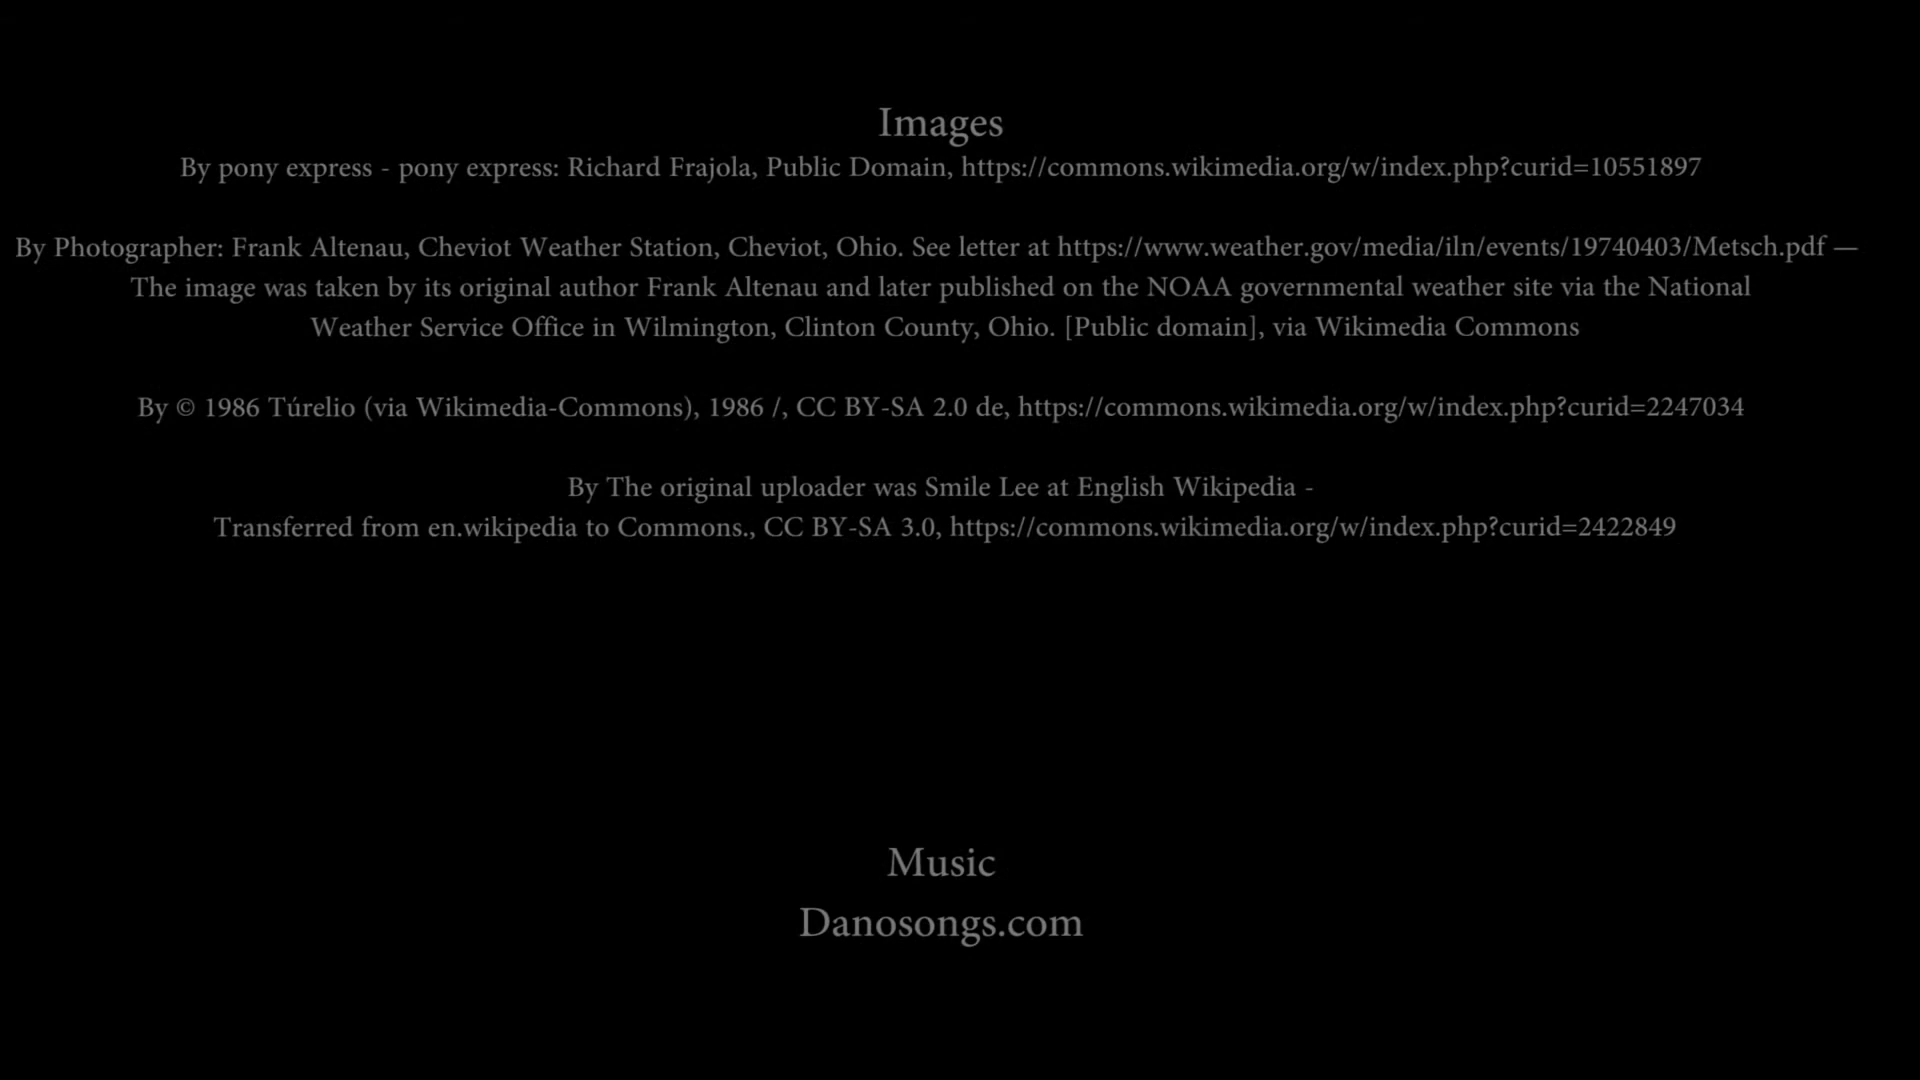 Images
By pony express - pony express: Richard Frajola, Public Domain, https://commons.wikimedia.org/w/index.php?curid=10551897
By Photographer: Frank Altenau, Cheviot Weather Station, Cheviot, Ohio. See letter at https://www.weather.gov/media/iln/events/19740403/Metsch.pdf —
The image was taken by its original author Frank Altenau and later published on the NOAA governmental weather site via the National
Weather Service Office in Wilmington, Clinton County, Ohio. [Public domain], via Wikimedia Commons
By © 1986 Túrelio (via Wikimedia-Commons), 1986 /, CC BY-SA 2.0 de, https://commons.wikimedia.org/w/index.php?curid=2247034
By The original uploader was Smile Lee at English Wikipedia -
Transferred from en.wikipedia to Commons., CC BY-SA 3.0, https://commons.wikimedia.org/w/index.php?curid=2422849
Music
Danosongs.com